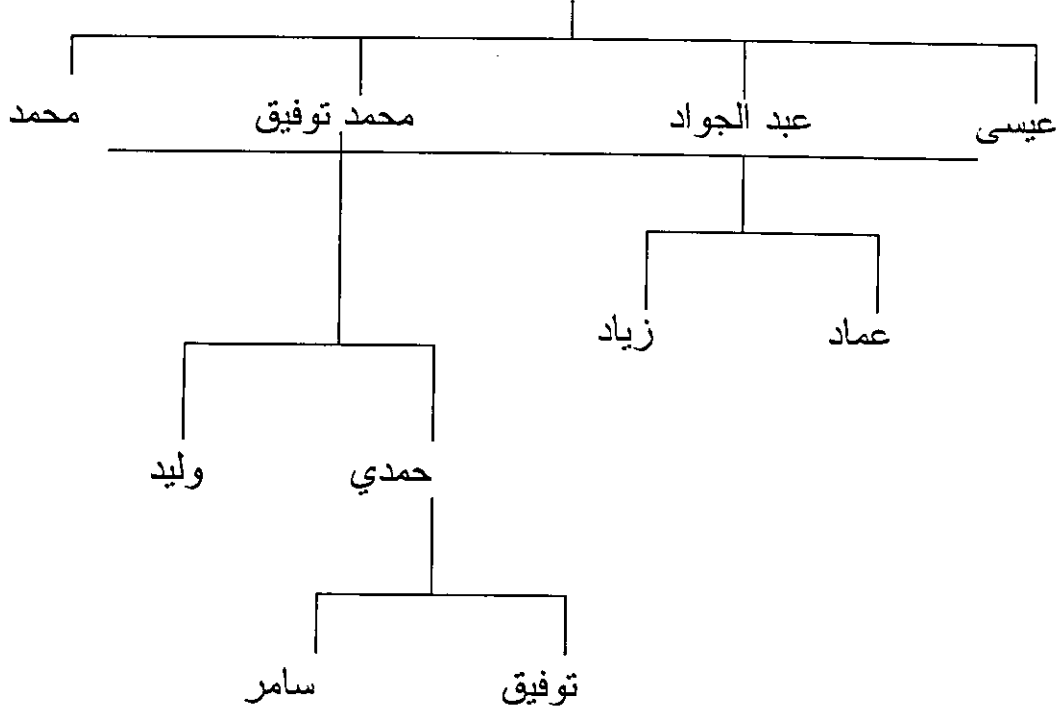 عيسى عبد الجواد محمد توفيق محمد
عماد زياد
حمدي وليد
توفيق سامر